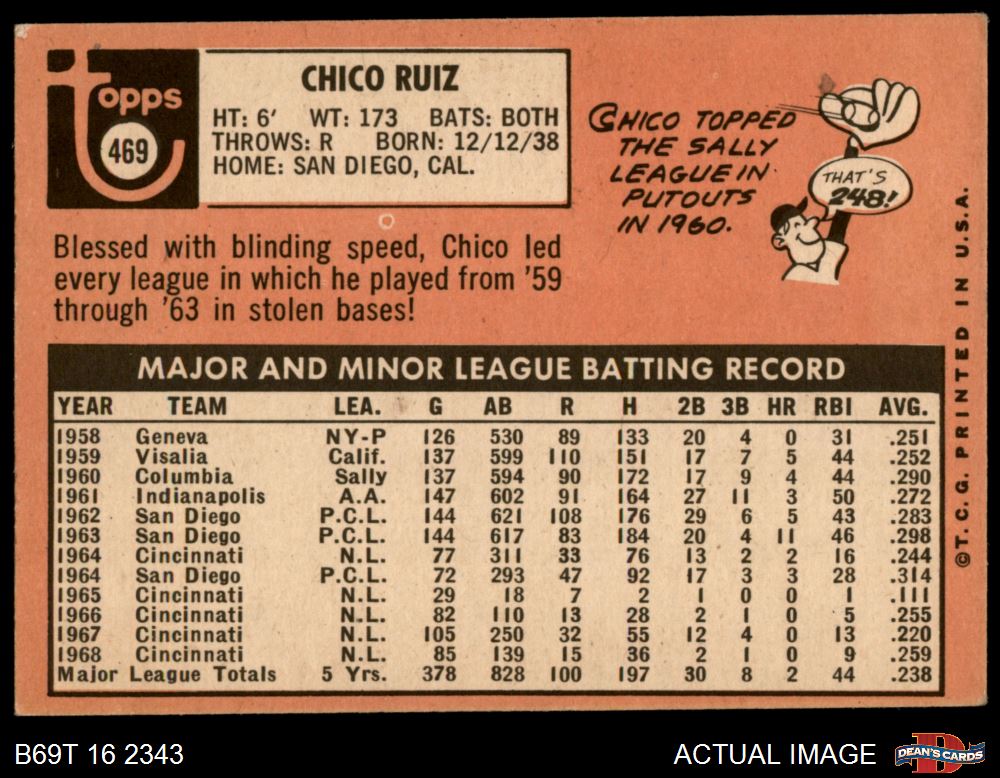 topps
469
CHICO RUIZ
HT: 6' WT: 173 BATS: BOTH
THROWS: R BORN: 12/12/38
HOME: SAN DIEGO, CAL.
CHICO TOPPED
THE SALLY
LEAGUE IN
PUTOUTS
IN 1960.
THAT'S
248!
Blessed with blinding speed, Chico led
every league in which he played from '59
through '63 in stolen bases!
MAJOR AND MINOR LEAGUE BATTING RECORD
YEAR TEAM LEA. G AB R H 2B 3B HR RBI AVG.
1958 Geneva NY-P 126 530 89 133 20 4 0 31 .251
1959 Visalia Calif. 137 599 110 151 17 7 5 44 .252
1960 Columbia Sally 137 594 90 172 17 9 4 44 .290
1961 Indianapolis A.A. 147 602 91 164 27 11 3 50 .272
1962 San Diego P.C.L. 144 621 108 176 29 6 5 43 .283
1963 San Diego P.C.L. 144 617 83 184 20 4 11 46 .298
1964 Cincinnati N.L. 77 311 33 76 13 2 2 16 .244
1964 San Diego P.C.L. 72 293 47 92 17 3 3 28 .314
1965 Cincinnati N.L. 29 18 7 2 1 0 0 1 .111
1966 Cincinnati N.L. 82 110 13 28 2 1 0 5 .255
1967 Cincinnati N.L. 105 250 32 55 12 4 0 13 .220
1968 Cincinnati N.L. 85 139 15 36 2 1 0 9 .259
Major League Totals 5 Yrs. 378 828 100 197 30 8 2 44 .238
©T.C.G. PRINTED IN U.S.A.
B69T 16 2343
ACTUAL IMAGE
D
DEAN'S CARDS